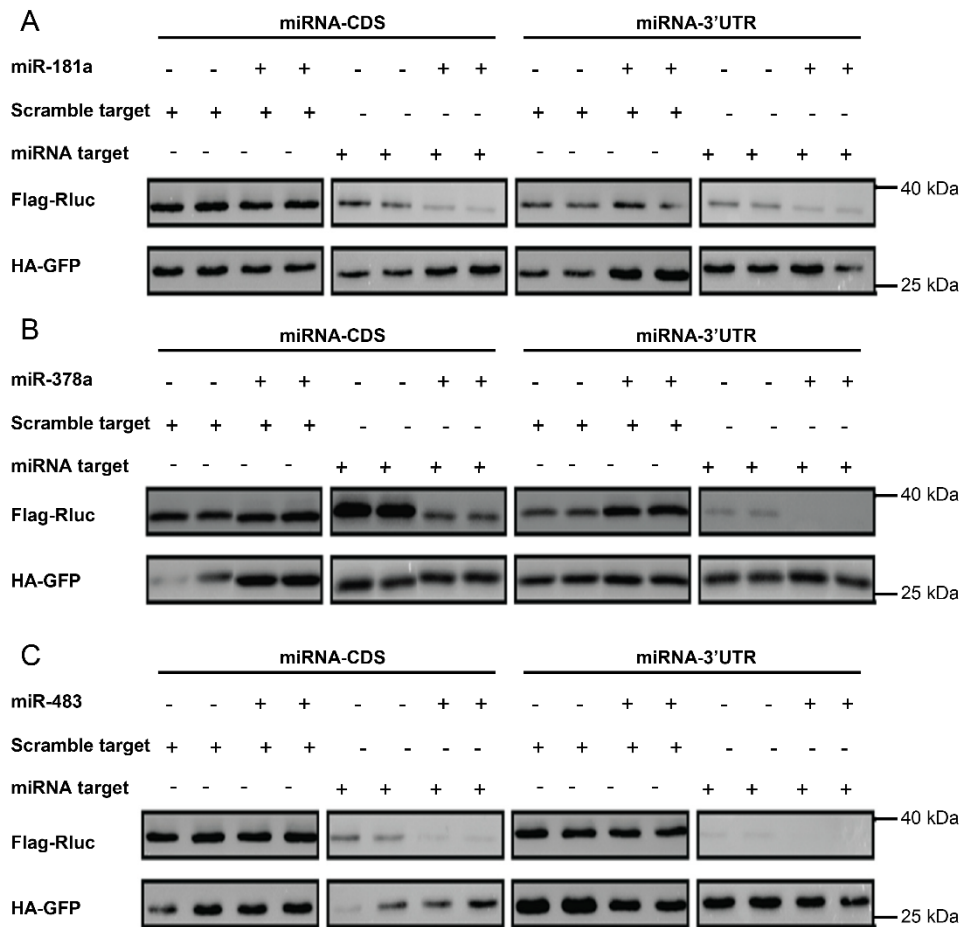 A
miRNA-CDS miRNA-3'UTR
miR-181a - - + + - - + + - - + + - - + +
Scramble target + + + + - - - - + + + + - - - -
miRNA target - - - - + + + + - - - - + + + +
Flag-Rluc 40 kDa
HA-GFP 25 kDa
B
miRNA-CDS miRNA-3'UTR
miR-378a - - + + - - + + - - + + - - + +
Scramble target + + + + - - - - + + + + - - - -
miRNA target - - - - + + + + - - - - + + + +
Flag-Rluc 40 kDa
HA-GFP 25 kDa
C
miRNA-CDS miRNA-3'UTR
miR-483 - - + + - - + + - - + + - - + +
Scramble target + + + + - - - - + + + + - - - -
miRNA target - - - - + + + + - - - - + + + +
Flag-Rluc 40 kDa
HA-GFP 25 kDa